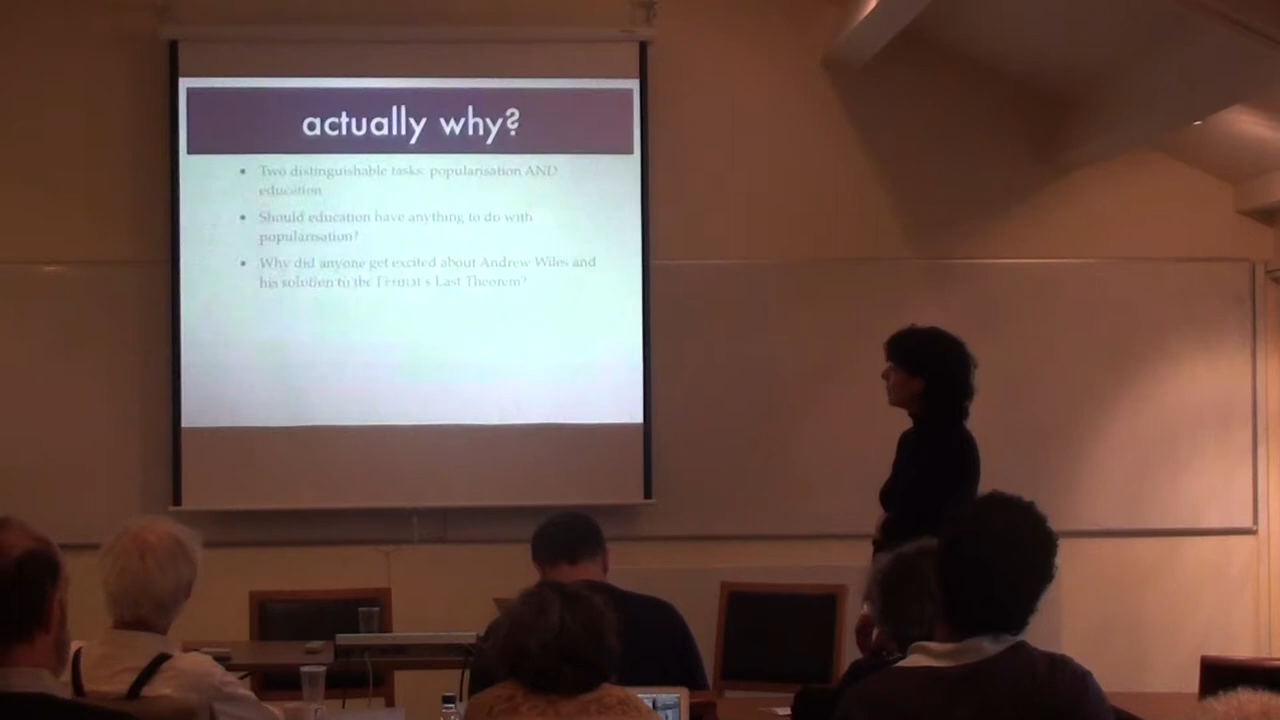 actually why?
• Two distinguishable tasks: popularisation AND
education
• Should education have anything to do with
popularisation?
• Why did anyone get excited about Andrew Wiles and
his solution to the Fermat's Last Theorem?